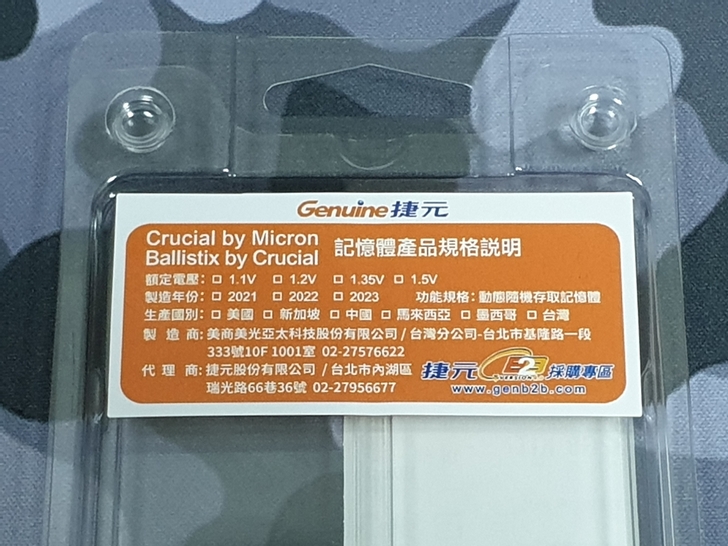 Genuine捷元
Crucial by Micron
Ballistix by Crucial
記憶體產品規格說明
額定電壓: □ 1.1V □ 1.2V □ 1.35V □ 1.5V
製造年份: □ 2021 □ 2022 □ 2023 功能規格: 動態隨機存取記憶體
生產國別: □ 美國 □ 新加坡 □ 中國 □ 馬來西亞 □ 墨西哥 □ 台灣
製造商: 美商美光亞太科技股份有限公司 / 台灣分公司-台北市基隆路一段
333號10F 1001室 02-27576622
代理商: 捷元股份有限公司 / 台北市內湖區
瑞光路66巷36號 02-27956677
捷元 B2B 採購專區
www.genb2b.com